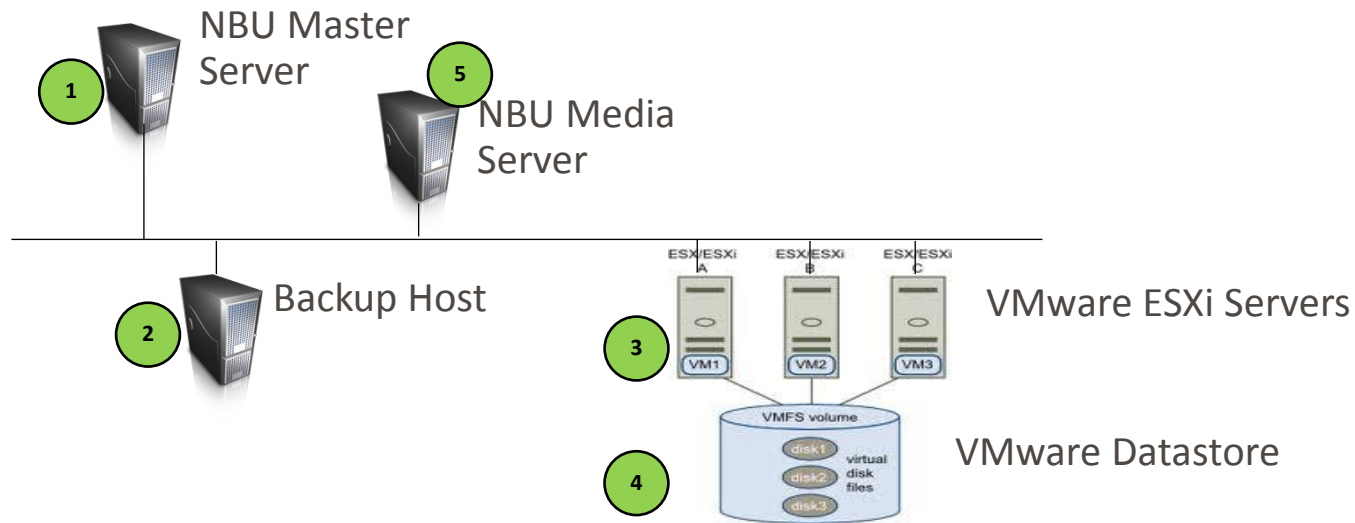 NBU Master
Server
1
5
NBU Media
Server
ESX/ESXi
A
ESX/ESXi
B
ESX/ESXi
C
Backup Host
VMware ESXi Servers
2
3
VM1
VM2
VM3
VMFS volume
VMware Datastore
disk1
virtual
disk
files
disk2
disk3
4